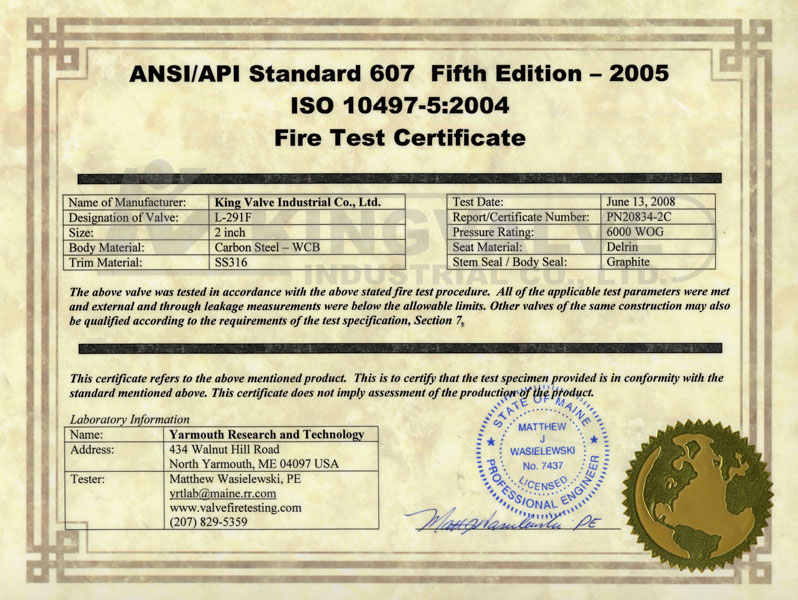 ANSI/API Standard 607 Fifth Edition – 2005
ISO 10497-5:2004
Fire Test Certificate
KINGVALVE
INDUSTRIAL CO., LTD.
Name of Manufacturer: King Valve Industrial Co., Ltd.
Designation of Valve: L-291F
Size: 2 inch
Body Material: Carbon Steel – WCB
Trim Material: SS316
Test Date: June 13, 2008
Report/Certificate Number: PN20834-2C
Pressure Rating: 6000 WOG
Seat Material: Delrin
Stem Seal / Body Seal: Graphite
The above valve was tested in accordance with the above stated fire test procedure. All of the applicable test parameters were met
and external and through leakage measurements were below the allowable limits. Other valves of the same construction may also
be qualified according to the requirements of the test specification, Section 7.
This certificate refers to the above mentioned product. This is to certify that the test specimen provided is in conformity with the
standard mentioned above. This certificate does not imply assessment of the production of the product.
Laboratory Information
Name: Yarmouth Research and Technology
Address: 434 Walnut Hill Road
North Yarmouth, ME 04097 USA
Tester: Matthew Wasielewski, PE
yrtlab@maine.rr.com
www.valvefiretesting.com
(207) 829-5359
STATE OF MAINE
MATTHEW
J
WASIELEWSKI
No. 7437
LICENSED
PROFESSIONAL ENGINEER
Matt J Wasielewski PE